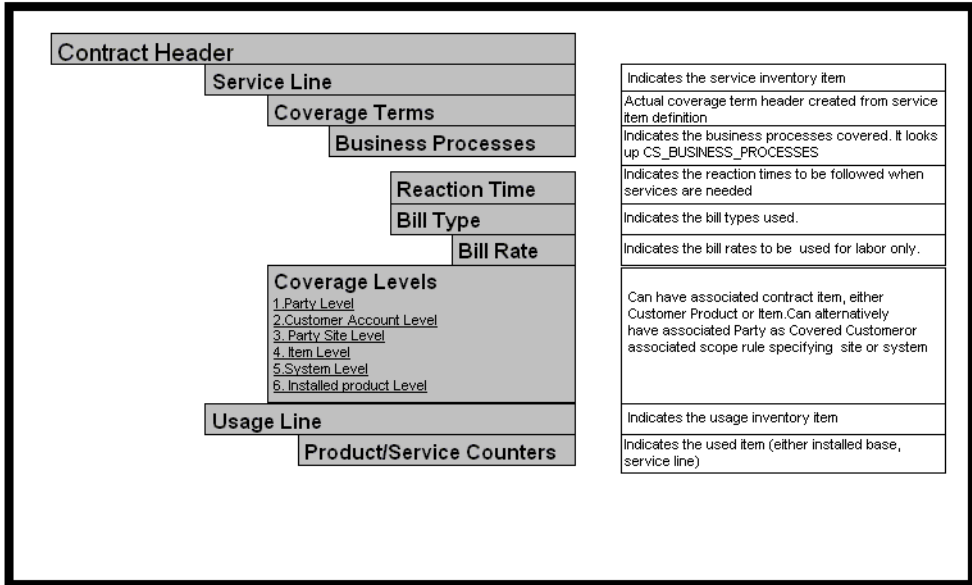 Contract Header
Service Line
Indicates the service inventory item
Coverage Terms
Actual coverage term header created from service
item definition
Business Processes
Indicates the business processes covered. It looks
up CS_BUSINESS_PROCESSES
Reaction Time
Indicates the reaction times to be followed when
services are needed
Bill Type
Indicates the bill types used.
Bill Rate
Indicates the bill rates to be  used for labor only.
Coverage Levels
1.Party Level
2.Customer Account Level
3. Party Site Level
4. Item Level
5.System Level
6. Installed product Level
Can have associated contract item, either
Customer Product or Item.Can alternatively
have associated Party as Covered Customeror
associated scope rule specifying  site or system
Usage Line
Indicates the usage inventory item
Product/Service Counters
Indicates the used item (either installed base,
service line)